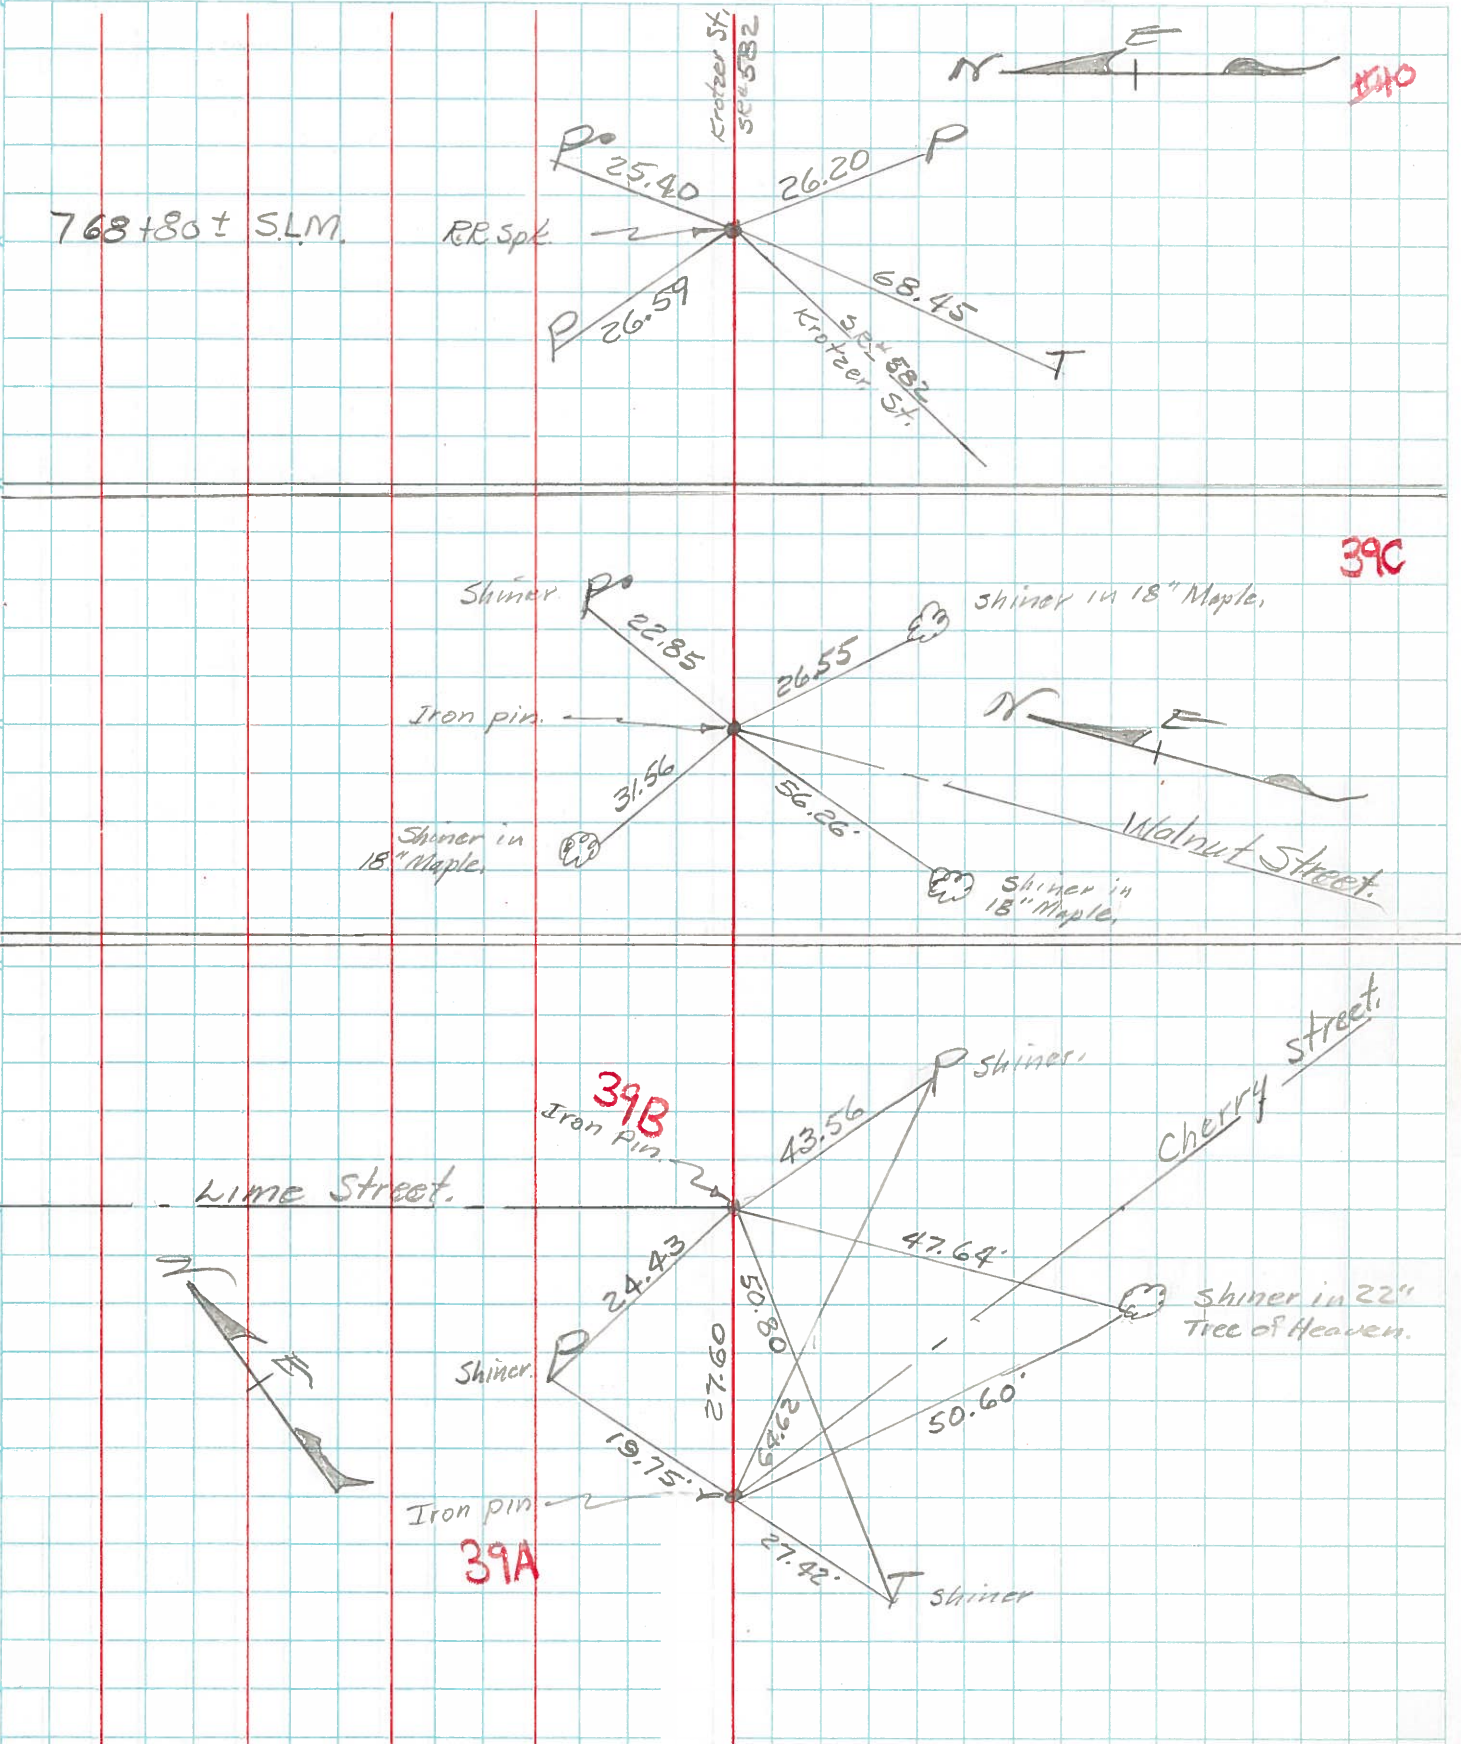 Krotzer St.
SR# 582
N E
#40
P 25.40
26.20 P
768+80± S.L.M.
R.R. Spk.
P 26.59
68.45
T
SR# 582
Krotzer St.
39C
Shiner P
22.85
26.55
shiner in 18" Maple.
Iron pin.
N E
31.56
56.26'
Shiner in
18" Maple.
Walnut Street.
Shiner in
18" Maple.
Street.
Cherry
39B
Iron Pin.
P Shiner.
43.56
Lime Street.
N
E
24.43
50.80
47.64'
Shiner in 22"
Tree of Heaven.
Shiner. P
27.60
64.62
50.60'
19.75'
Iron pin
39A
27.42'
T shiner